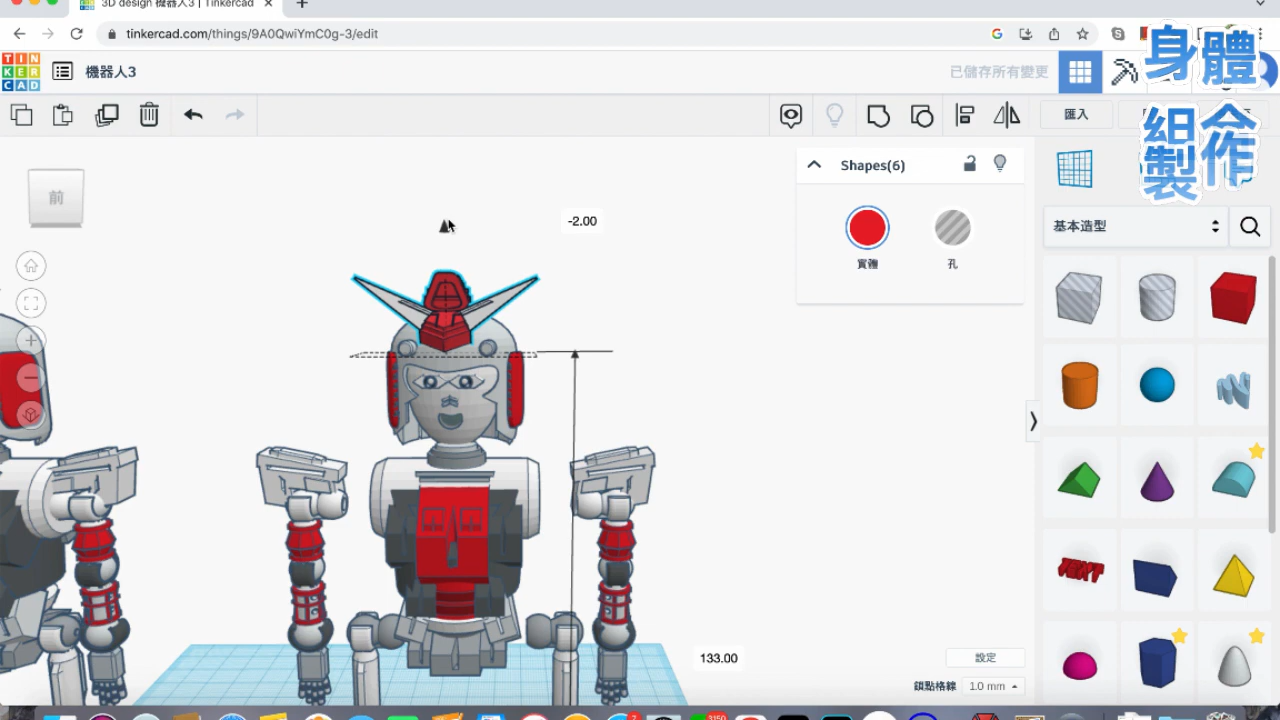 3D design 機器人3 | Tinkercad
tinkercad.com/things/9A0QwiYmC0g-3/edit
TIN
KER
CAD
機器人3
已儲存所有變更
身體
組合
製作
匯入
前
-2.00
Shapes(6)
實體
孔
基本造型
TEXT
133.00
設定
鎖點格線
1.0 mm
2
3150